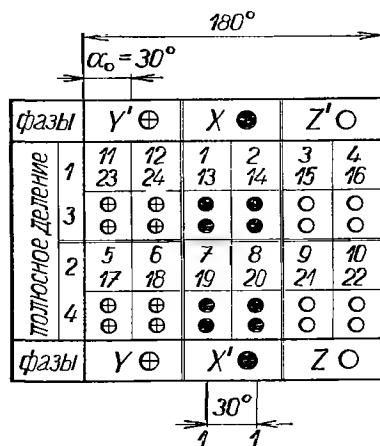 180°
α₀ = 30°
фазы Y' ⊕ X ● Z' ○
полюсное деление
1 11 12 1 2 3 4
23 24 13 14 15 16
3 ⊕ ⊕ ● ● ○ ○
⊕ ⊕ ● ● ○ ○
2 5 6 7 8 9 10
17 18 19 20 21 22
4 ⊕ ⊕ ● ● ○ ○
⊕ ⊕ ● ● ○ ○
фазы Y ⊕ X' ● Z ○
30°
1 1